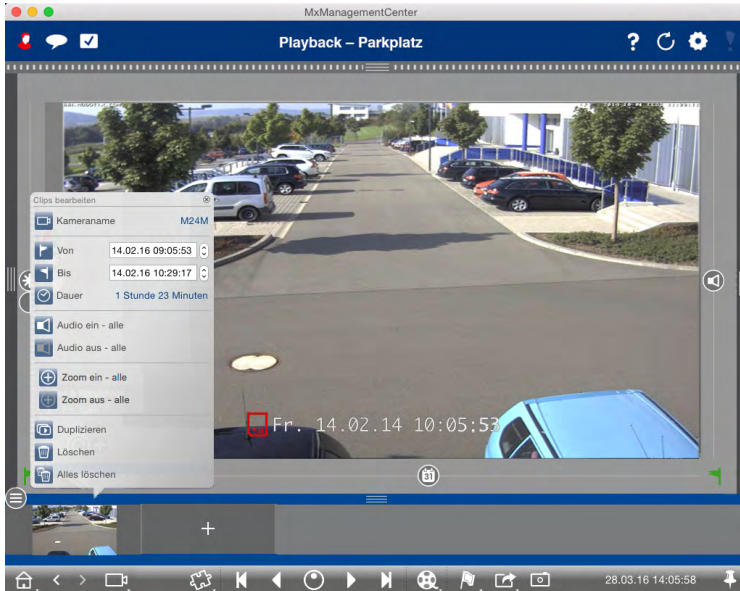 MxManagementCenter
Playback – Parkplatz
Clips bearbeiten
Kameraname M24M
Von 14.02.16 09:05:53
Bis 14.02.16 10:29:17
Dauer 1 Stunde 23 Minuten
Audio ein - alle
Audio aus - alle
Zoom ein - alle
Zoom aus - alle
Duplizieren
Löschen
Alles löschen
Fr. 14.02.14 10:05:53
31
+
28.03.16 14:05:58